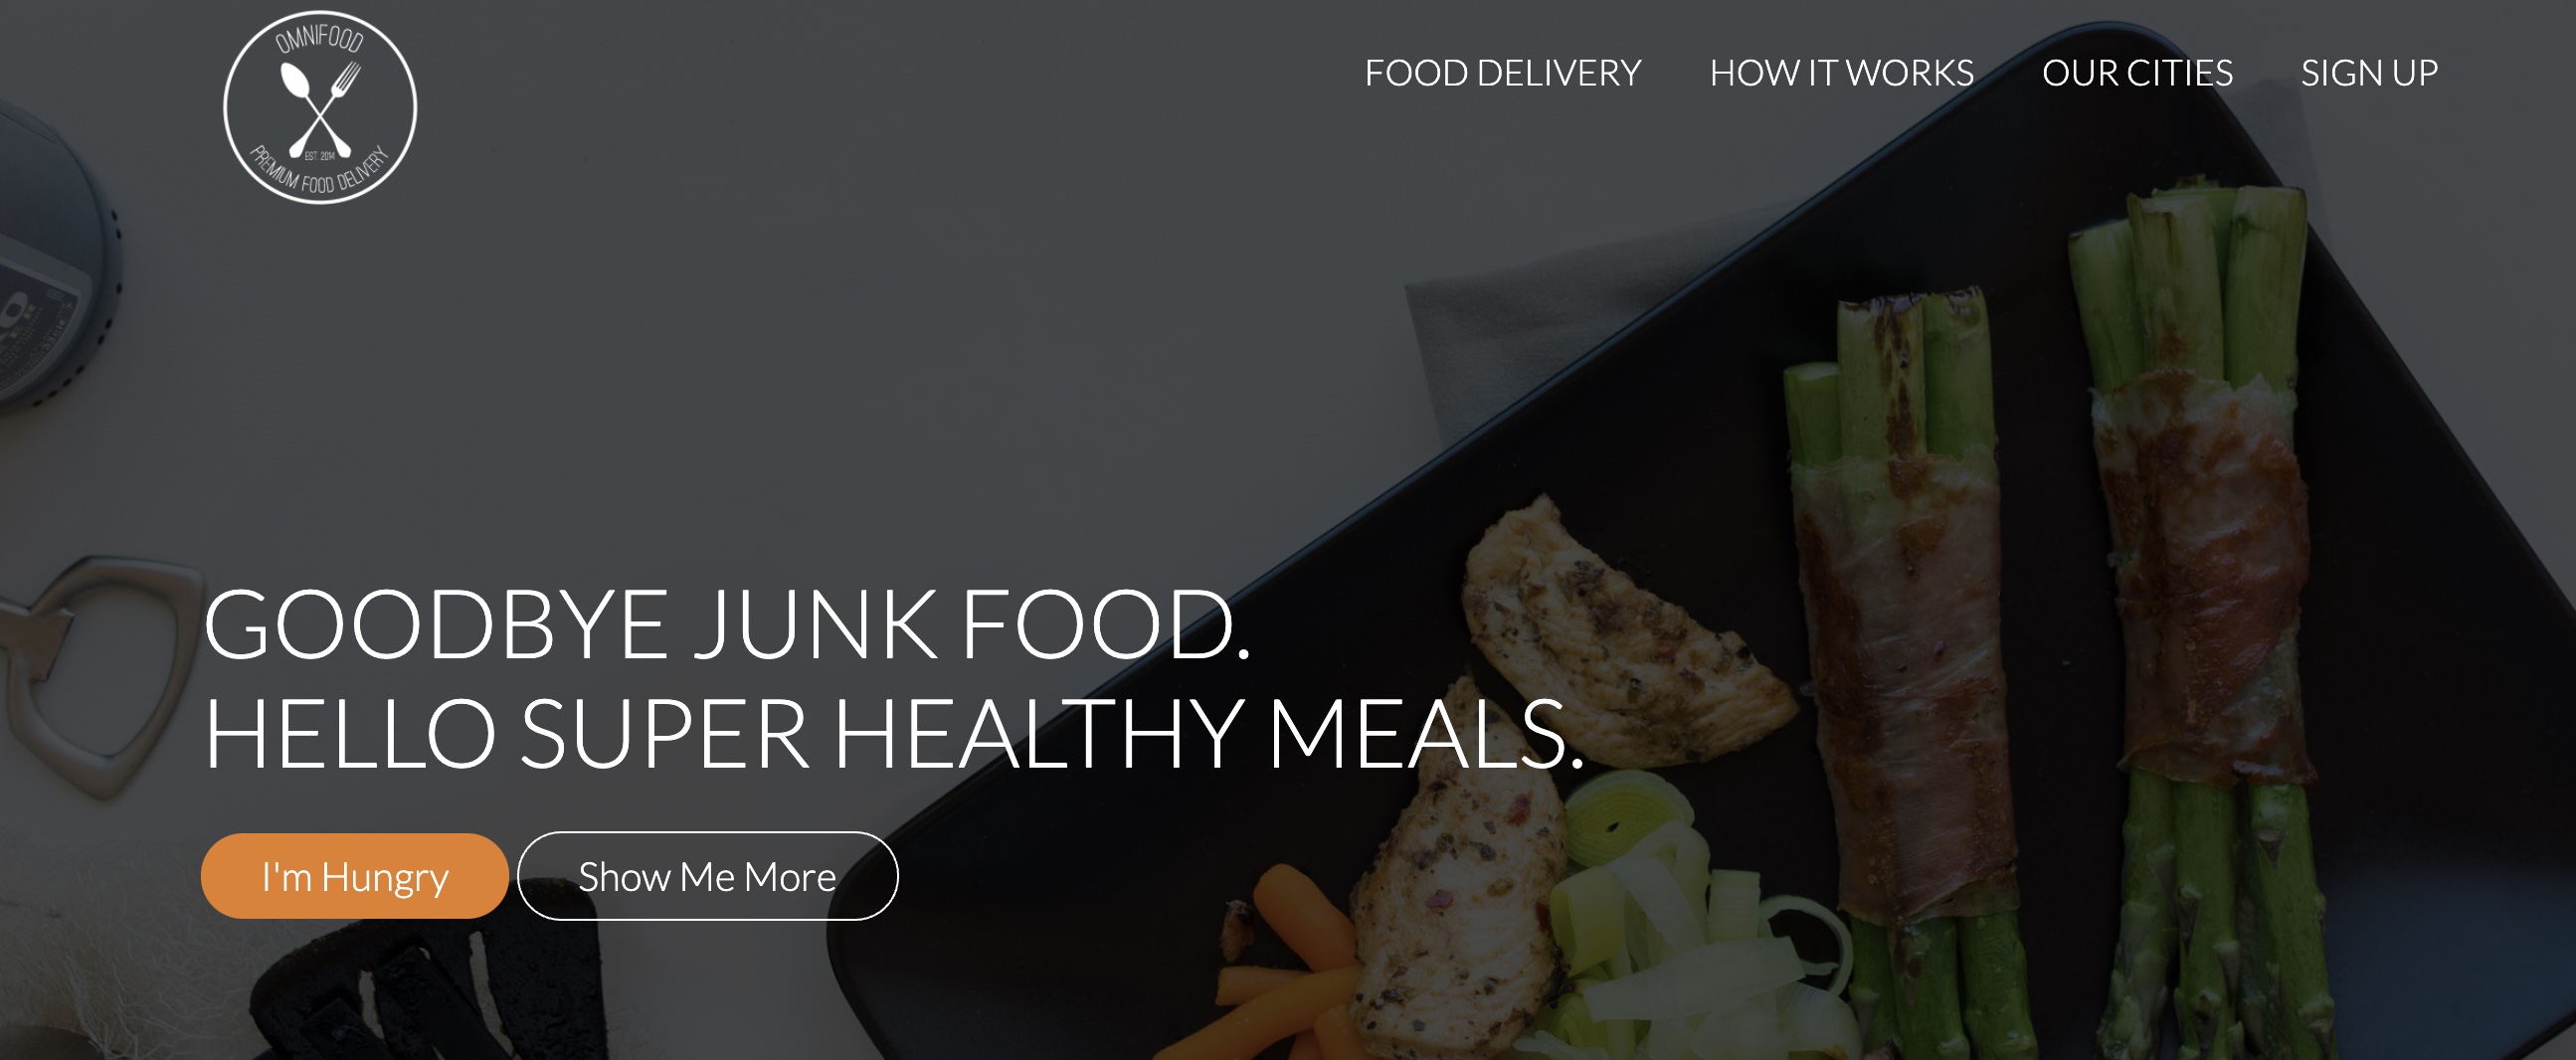 OMNIFOOD
EST. 2014
PREMIUM FOOD DELIVERY
FOOD DELIVERY HOW IT WORKS OUR CITIES SIGN UP
GOODBYE JUNK FOOD.
HELLO SUPER HEALTHY MEALS.
I'm Hungry Show Me More